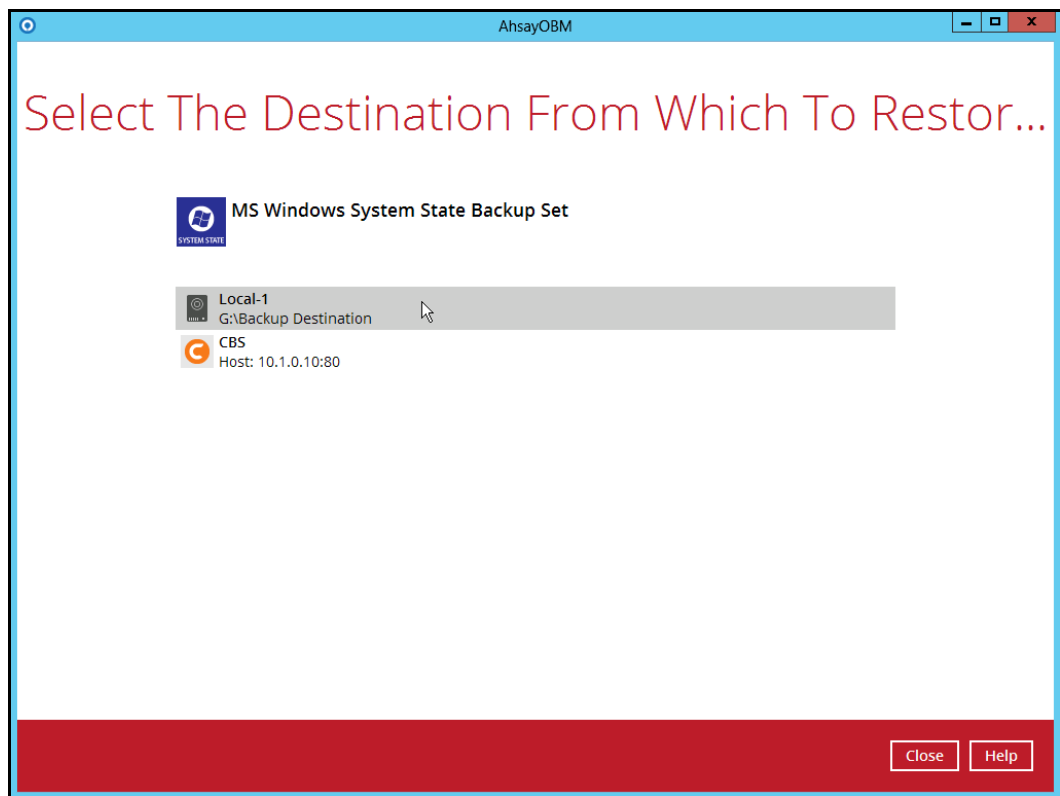 AhsayOBM
Select The Destination From Which To Restor...
MS Windows System State Backup Set
SYSTEM STATE
Local-1
G:\Backup Destination
CBS
Host: 10.1.0.10:80
Close
Help